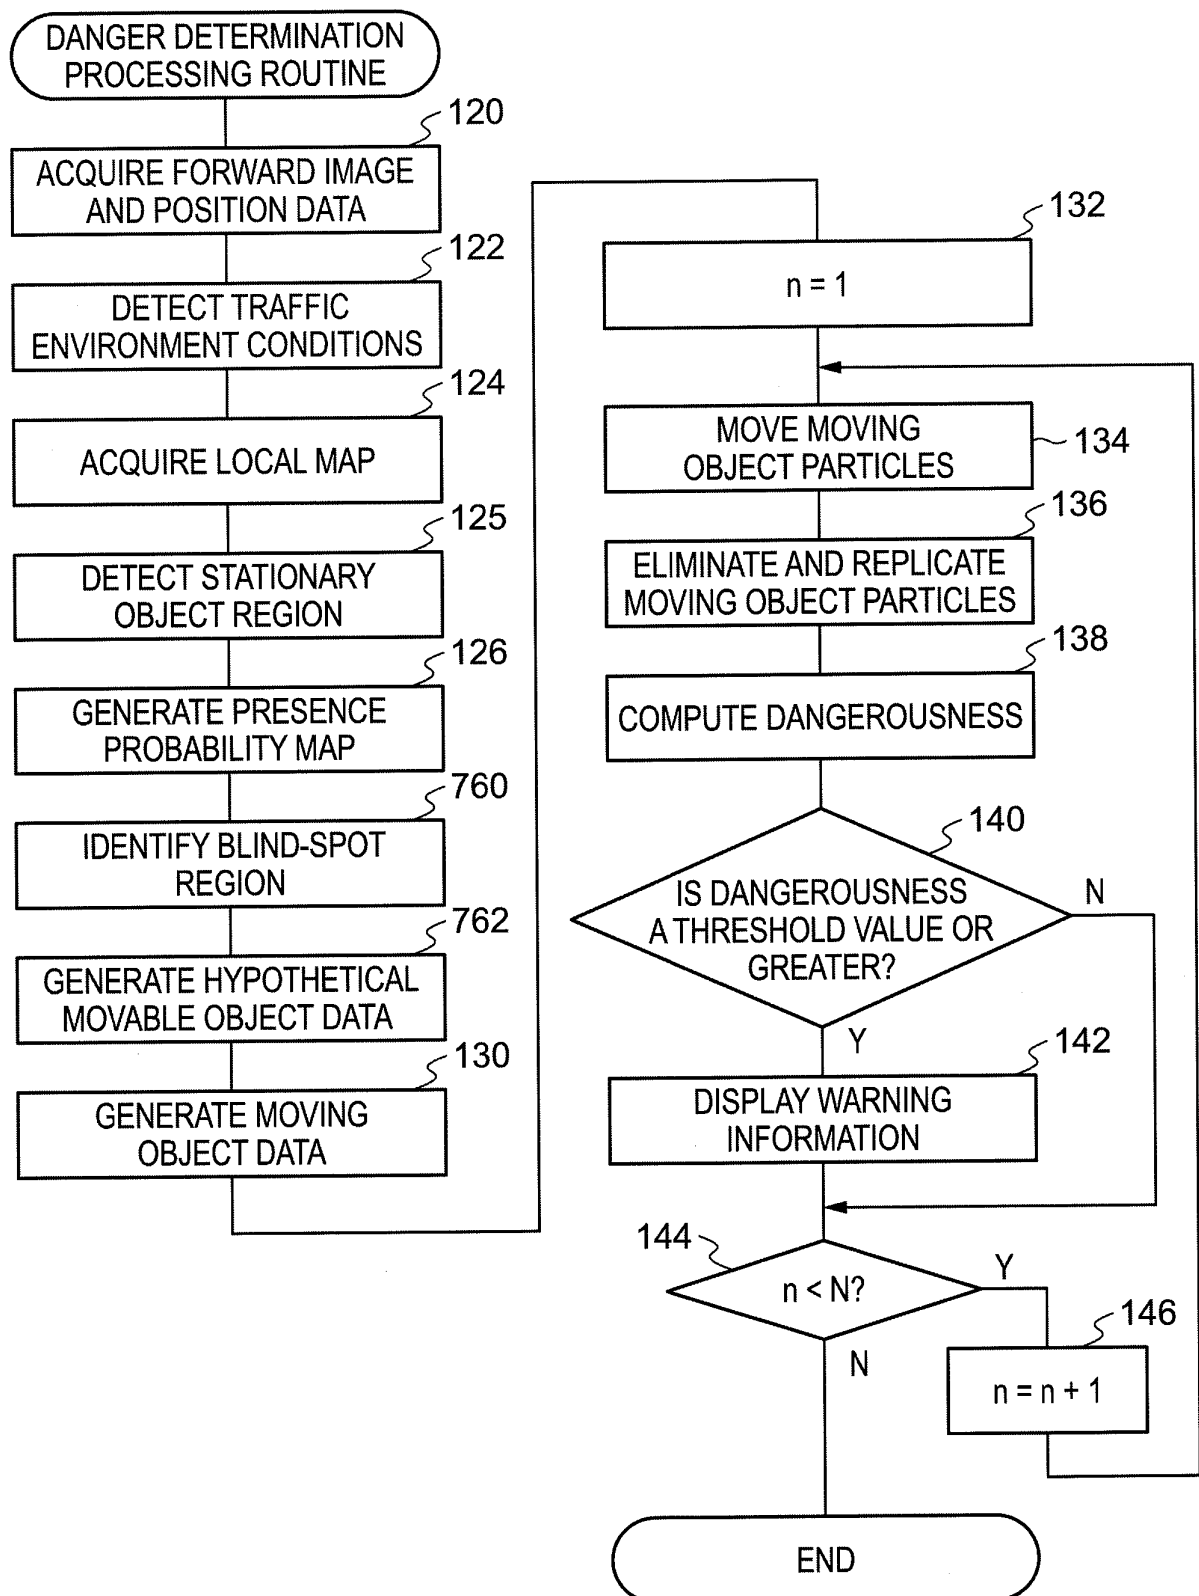 DANGER DETERMINATION
PROCESSING ROUTINE
120
ACQUIRE FORWARD IMAGE
AND POSITION DATA
122
DETECT TRAFFIC
ENVIRONMENT CONDITIONS
124
ACQUIRE LOCAL MAP
125
DETECT STATIONARY
OBJECT REGION
126
GENERATE PRESENCE
PROBABILITY MAP
760
IDENTIFY BLIND-SPOT
REGION
762
GENERATE HYPOTHETICAL
MOVABLE OBJECT DATA
130
GENERATE MOVING
OBJECT DATA
132
n = 1
MOVE MOVING
OBJECT PARTICLES
134
136
ELIMINATE AND REPLICATE
MOVING OBJECT PARTICLES
138
COMPUTE DANGEROUSNESS
140
IS DANGEROUSNESS
A THRESHOLD VALUE OR
GREATER?
N
Y
142
DISPLAY WARNING
INFORMATION
144
n < N?
Y
N
146
n = n + 1
END